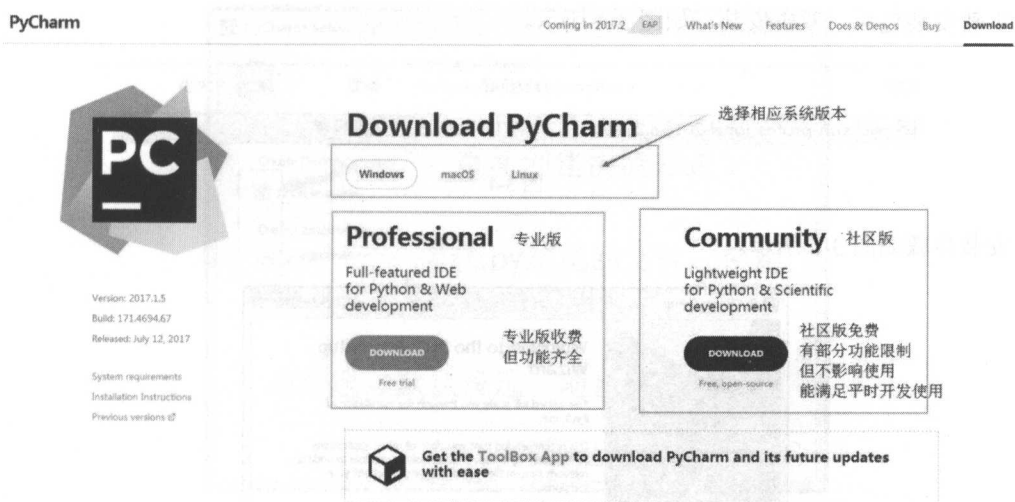 PyCharm
Coming in 2017.2 EAP What's New Features Docs & Demos Buy Download
选择相应系统版本
PC
Download PyCharm
Windows macOS Linux
Professional 专业版
Full-featured IDE
for Python & Web
development
专业版收费
但功能齐全
DOWNLOAD
Free trial
Community 社区版
Lightweight IDE
for Python & Scientific
development
社区版免费
有部分功能限制
但不影响使用
能满足平时开发使用
DOWNLOAD
Free, open-source
Version: 2017.1.5
Build: 171.4694.67
Released: July 12, 2017
System requirements
Installation Instructions
Previous versions
Get the ToolBox App to download PyCharm and its future updates
with ease